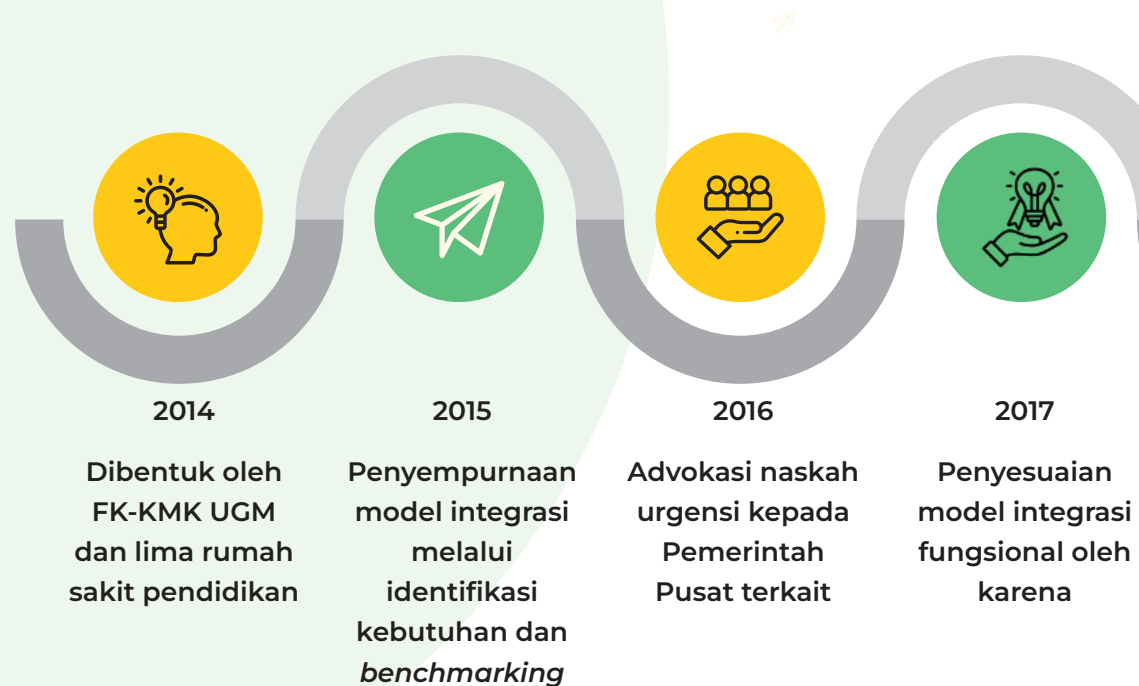 2014
Dibentuk oleh
FK-KMK UGM
dan lima rumah
sakit pendidikan
2015
Penyempurnaan
model integrasi
melalui
identifikasi
kebutuhan dan
benchmarking
2016
Advokasi naskah
urgensi kepada
Pemerintah
Pusat terkait
2017
Penyesuaian
model integrasi
fungsional oleh
karena